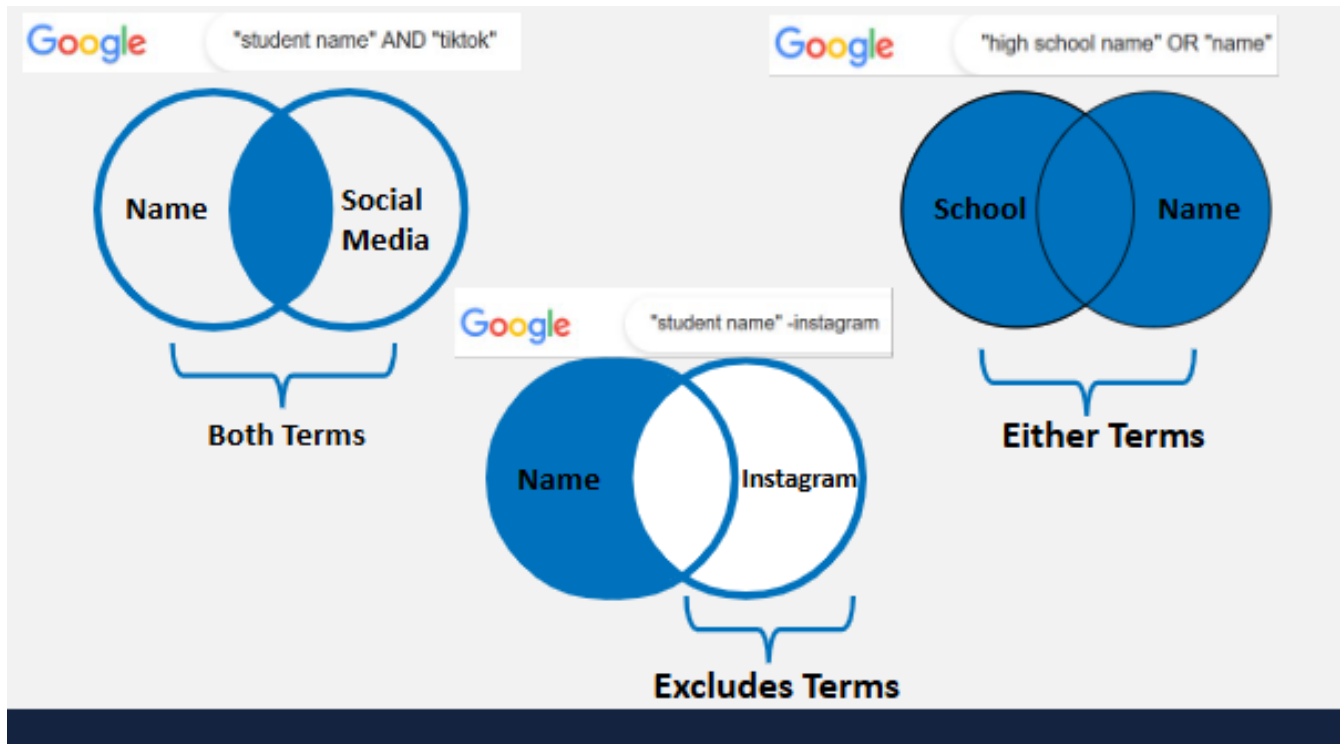 Google "student name" AND "tiktok"
Name
Social
Media
Both Terms
Google "high school name" OR "name"
School
Name
Either Terms
Google "student name" -instagram
Name
Instagram
Excludes Terms